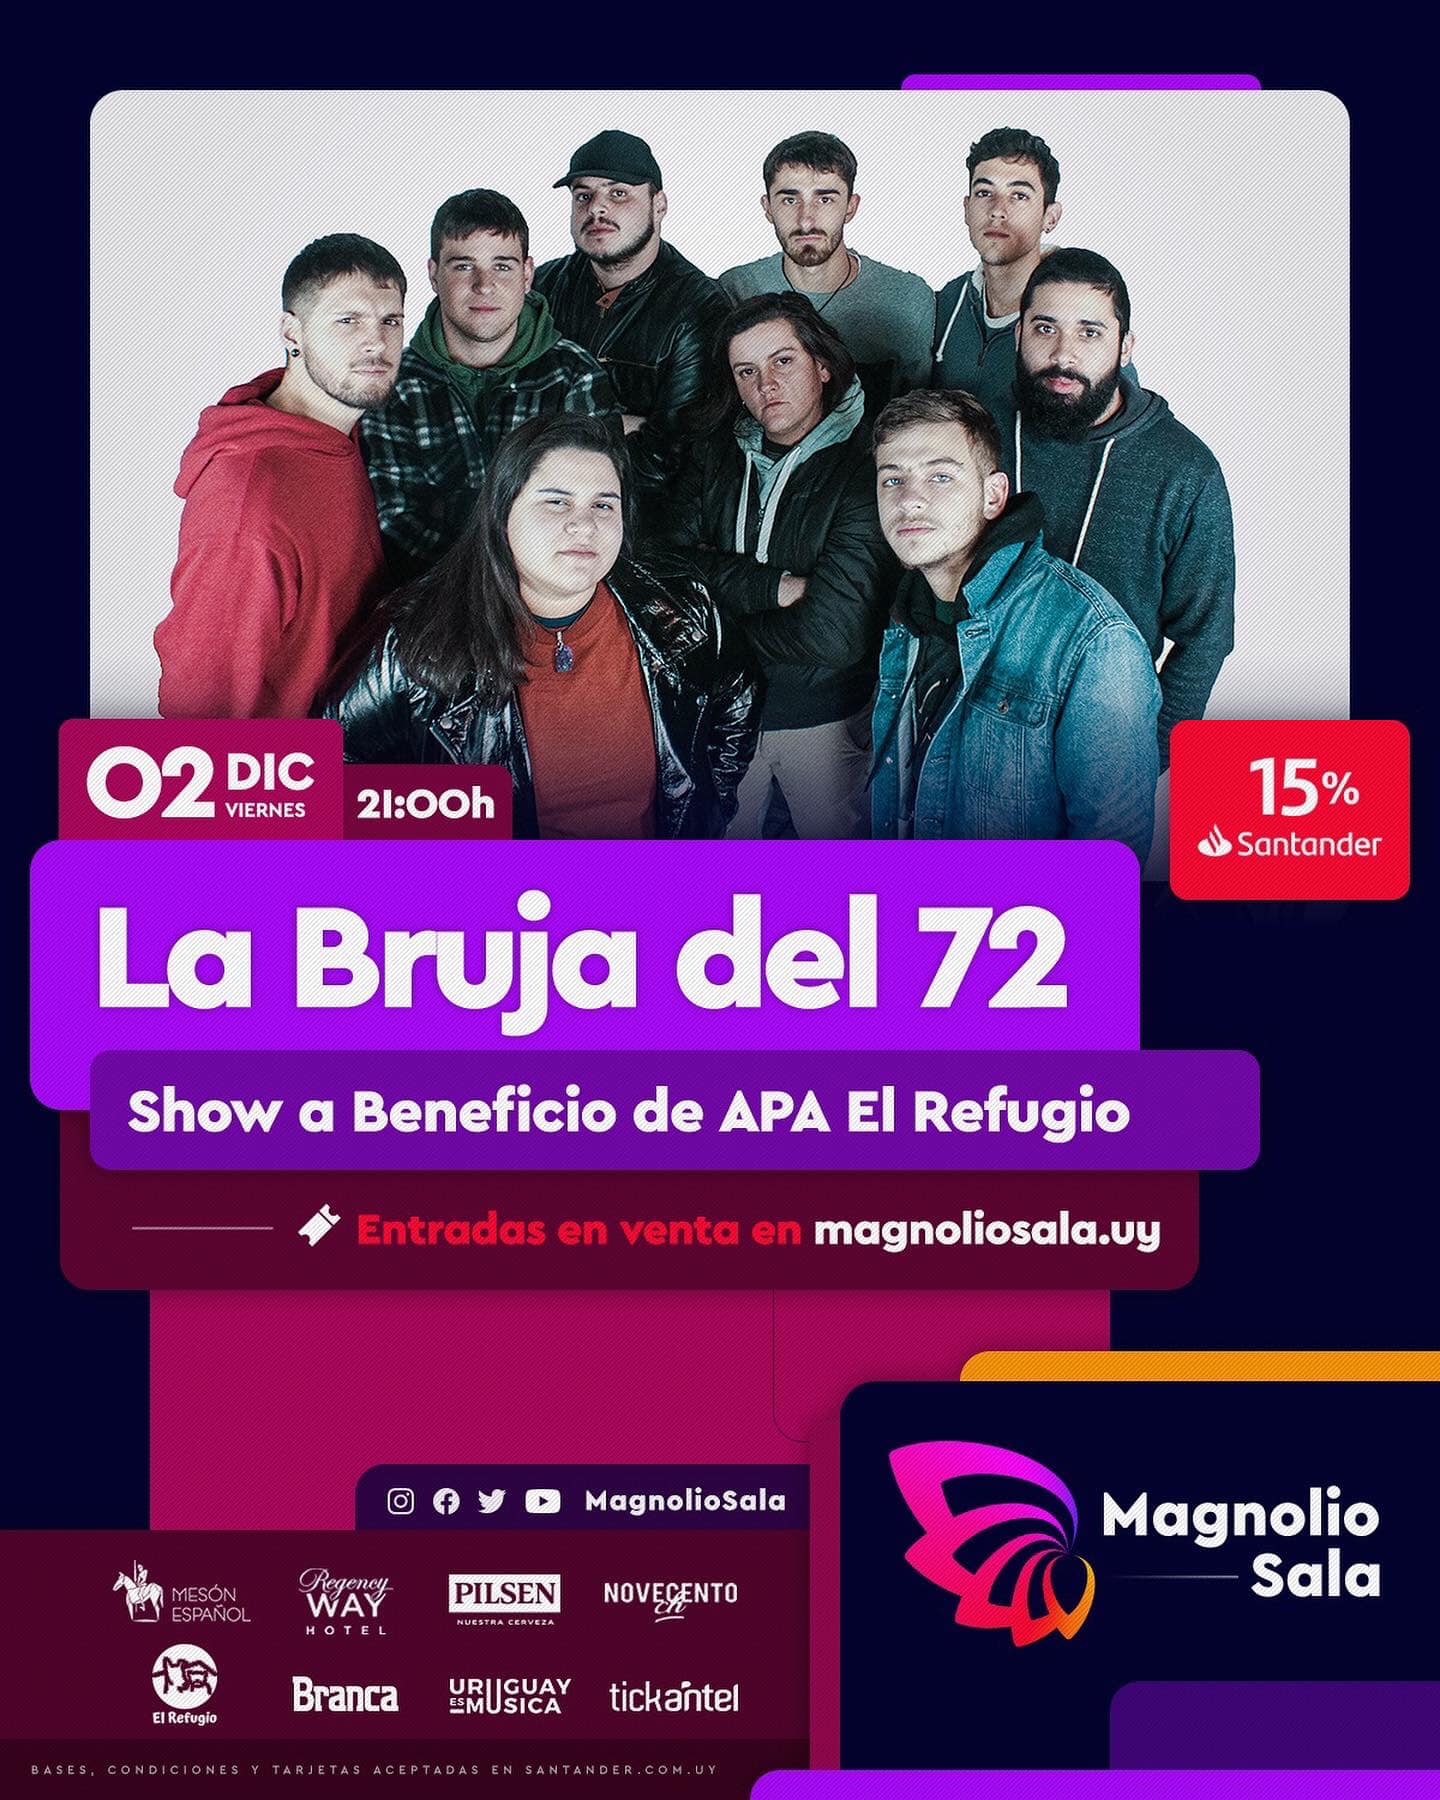 02 DIC
VIERNES
21:00h
15%
Santander
La Bruja del 72
Show a Beneficio de APA El Refugio
Entradas en venta en magnoliosala.uy
MagnolioSala
Magnolio
Sala
MESÓN
ESPAÑOL
Regency
WAY
HOTEL
PILSEN
NUESTRA CERVEZA
NOVECENTO
ch
El Refugio
Branca
URUGUAY
ES MÚSICA
tickantel
BASES, CONDICIONES Y TARJETAS ACEPTADAS EN SANTANDER.COM.UY